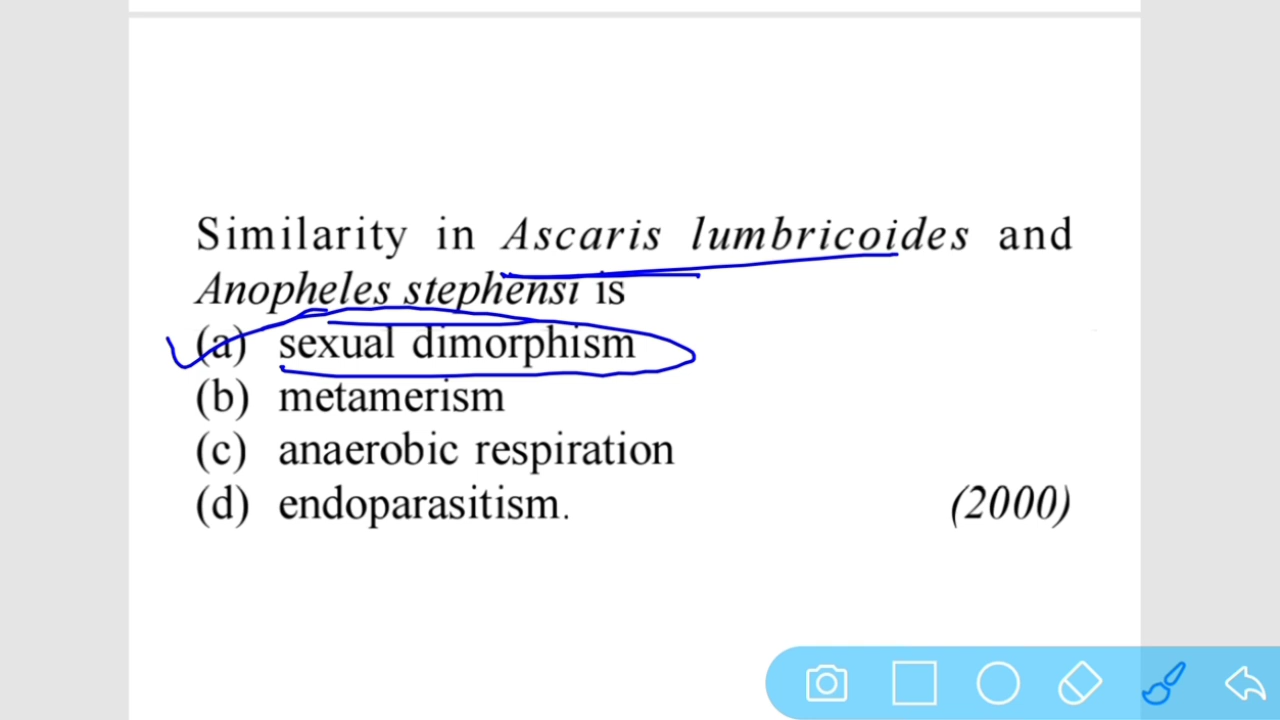 Similarity in Ascaris lumbricoides and
Anopheles stephensi is
(a) sexual dimorphism
(b) metamerism
(c) anaerobic respiration
(d) endoparasitism. (2000)